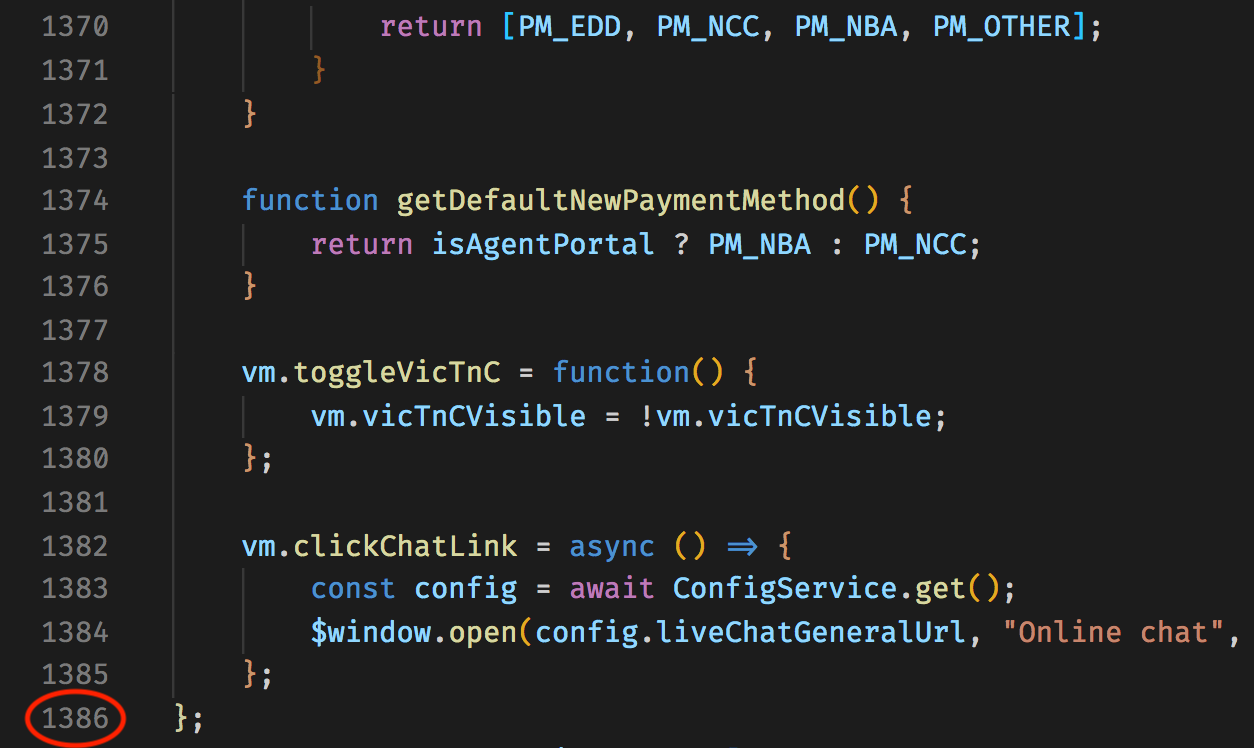 1370                return [PM_EDD, PM_NCC, PM_NBA, PM_OTHER];
1371            }
1372        }
1373
1374        function getDefaultNewPaymentMethod() {
1375            return isAgentPortal ? PM_NBA : PM_NCC;
1376        }
1377
1378        vm.toggleVicTnC = function() {
1379            vm.vicTnCVisible = !vm.vicTnCVisible;
1380        };
1381
1382        vm.clickChatLink = async () => {
1383            const config = await ConfigService.get();
1384            $window.open(config.liveChatGeneralUrl, "Online chat",
1385        };
1386    };